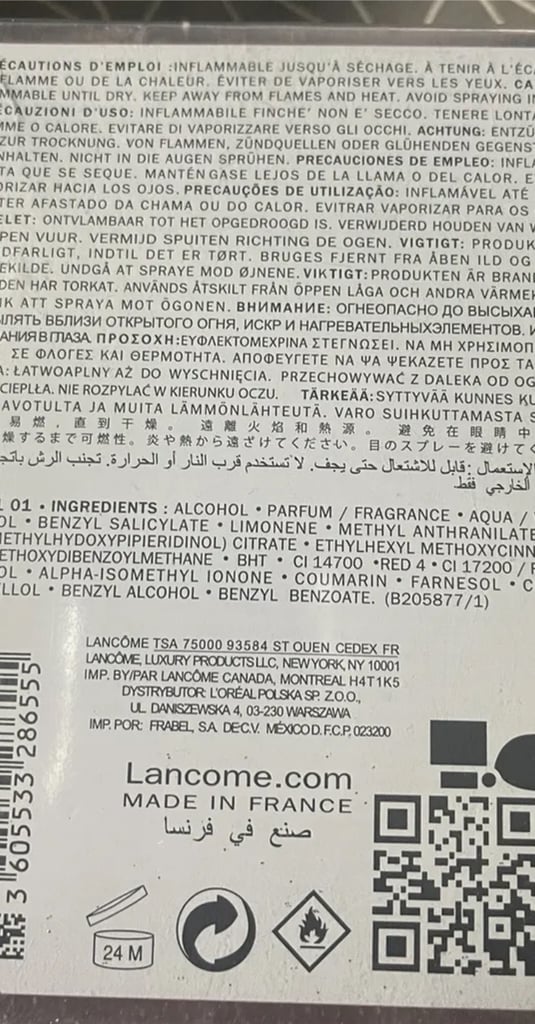 ÉCAUTIONS D'EMPLOI :INFLAMMABLE JUSQU'À SÉCHAGE. À TENIR À L'ÉCA
FLAMME OU DE LA CHALEUR. ÉVITER DE VAPORISER VERS LES YEUX. CA
MMABLE UNTIL DRY. KEEP AWAY FROM FLAMES AND HEAT. AVOID SPRAYING IN
ÉCAUZIONI D'USO: INFLAMMABILE FINCHE' NON E' SECCO. TENERE LONTA
MME O CALORE. EVITARE DI VAPORIZZARE VERSO GLI OCCHI. ACHTUNG: ENTZÜ
ZUR TROCKNUNG. VON FLAMMEN, ZÜNDQUELLEN ODER GLÜHENDEN GEGENST
NHALTEN. NICHT IN DIE AUGEN SPRÜHEN. PRECAUCIONES DE EMPLEO: INFLA
TA QUE SE SEQUE. MANTÉNGASE LEJOS DE LA LLAMA O DEL CALOR. E
ORIZAR HACIA LOS OJOS. PRECAUÇÕES DE UTILIZAÇÃO: INFLAMÁVEL ATÉ
TER AFASTADO DA CHAMA OU DO CALOR. EVITRAR VAPORIZAR PARA OS
ELET: ONTVLAMBAAR TOT HET OPGEDROOGD IS. VERWIJDERD HOUDEN VAN V
PEN VUUR. VERMIJD SPUITEN RICHTING DE OGEN. VIGTIGT: PRODUK
DFARLIGT, INDTIL DET ER TØRT. BRUGES FJERNT FRA ÅBEN ILD OG
EKILDE. UNDGÅ AT SPRAYE MOD ØJNENE. VIKTIGT: PRODUKTEN ÄR BRAN
DEN HAR TORKAT. ANVÄNDS ÅTSKILT FRÅN ÖPPEN LÅGA OCH ANDRA VÄRMEK
IK ATT SPRAYA MOT ÖGONEN. ВНИМАНИЕ: ОГНЕОПАСНО ДО ВЫСЫХА
ЫЛЯТЬ ВБЛИЗИ ОТКРЫТОГО ОГНЯ, ИСКР И НАГРЕВАТЕЛЬНЫХЭЛЕМЕНТОВ. И
АНИЯ В ГЛАЗА. ΠΡΟΣΟΧΗ:ΕΥΦΛΕΚΤΟΜΕΧΡΙΝΑ ΣΤΕΓΝΩΣΕΙ. ΝΑ ΜΗ ΧΡΗΣΙΜΟΠ
ΣΕ ΦΛΟΓΕΣ ΚΑΙ ΘΕΡΜΟΤΗΤΑ. ΑΠΟΦΕΥΓΕΤΕ ΝΑ ΨΑ ΨΕΚΑΖΕΤΕ ΠΡΟΣ ΤΑ
A: ŁATWOAPLNY AŻ DO WYSCHNIĘCIA. PRZECHOWYWAĆ Z DALEKA OD OG
CIEPŁA. NIE ROZPYLAĆ W KIERUNKU OCZU. TÄRKEÄÄ:SYTTYVÄÄ KUNNES KU
AVOTULTA JA MUITA LÄMMÖNLÄHTEUTÄ. VARO SUIHKUTTAMASTA S
易燃，直到干燥。 遠離火焰和熱源。 避免在眼睛中
燥するまで可燃性。炎や熱から遠ざけてください。目のスプレーを避けてく
الإستعمال :قابل للاشتعال حتى يجف. لا تستخدم قرب النار أو الحرارة. تجنب الرش باتج
الخارجي فقط.
L 01 • INGREDIENTS : ALCOHOL • PARFUM / FRAGRANCE • AQUA /
OL • BENZYL SALICYLATE • LIMONENE • METHYL ANTHRANILATE
METHYLHYDOXYPIPIERIDINOL) CITRATE • ETHYLHEXYL METHOXYCINN
ETHOXYDIBENZOYLMETHANE • BHT • CI 14700 •RED 4 • CI 17200 / R
OL • ALPHA-ISOMETHYL IONONE • COUMARIN • FARNESOL • C
LLOL • BENZYL ALCOHOL • BENZYL BENZOATE. (B205877/1)
LANCÔME TSA 75000 93584 ST OUEN CEDEX FR
LANCÔME, LUXURY PRODUCTS LLC, NEW YORK, NY 10001
IMP. BY/PAR LANCÔME CANADA, MONTREAL H4T1K5
DYSTRYBUTOR: L'ORÉAL POLSKA SP. Z.O.O.,
UL. DANISZEWSKA 4, 03-230 WARSZAWA
IMP. POR: FRABEL, S.A. DE C.V. MÉXICO D.F. C.P. 023200
Lancome.com
MADE IN FRANCE
صنع في فرنسا
3 605533 286555
24 M